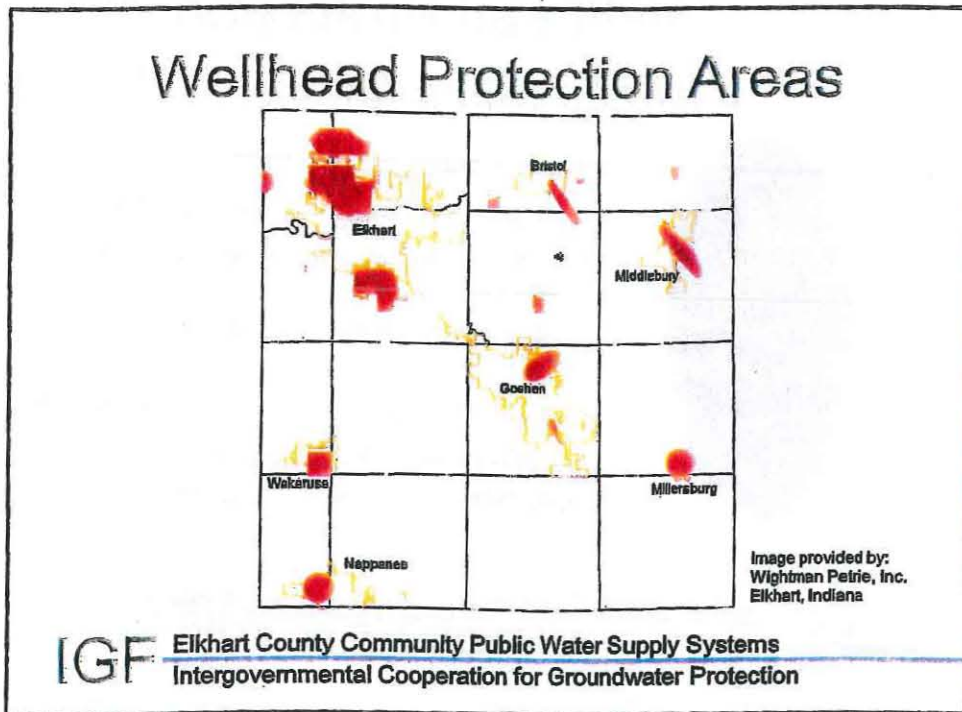 Wellhead Protection Areas
Bristol
Elkhart
Middlebury
Goshen
Wakarusa
Millersburg
Nappanee
Image provided by:
Wightman Petrie, Inc.
Elkhart, Indiana
IGF
Elkhart County Community Public Water Supply Systems
Intergovernmental Cooperation for Groundwater Protection